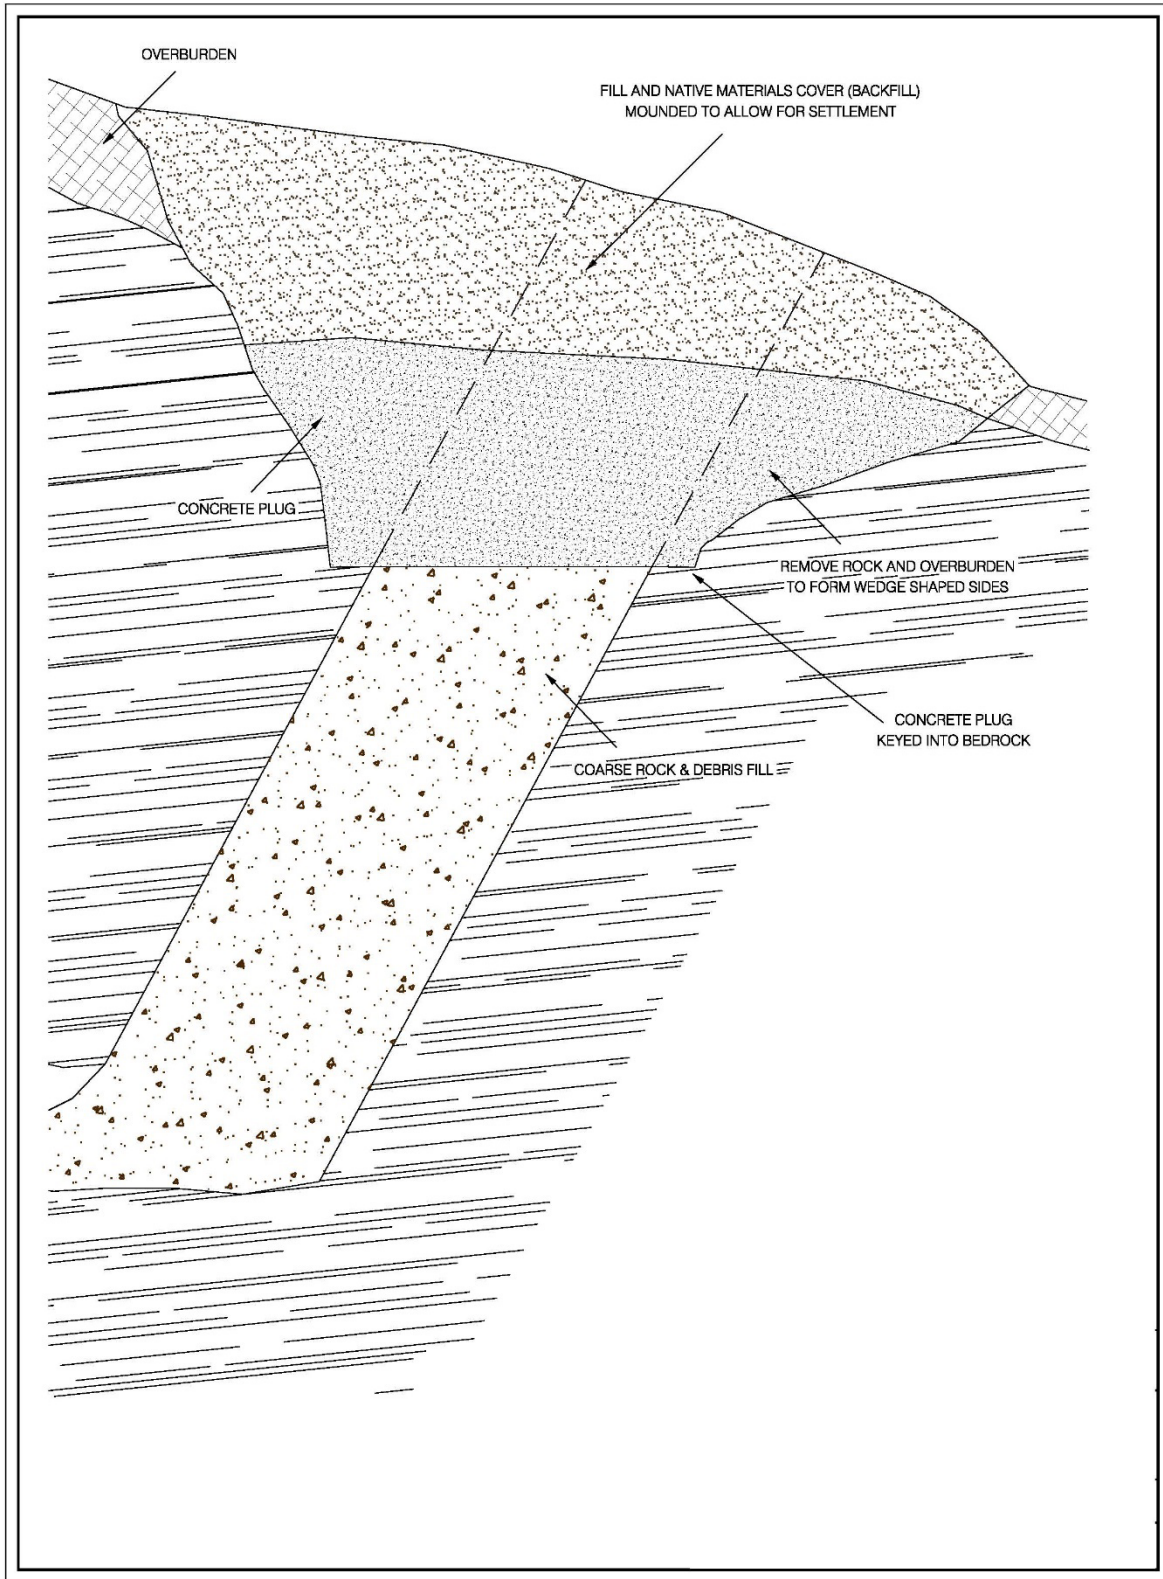 OVERBURDEN
FILL AND NATIVE MATERIALS COVER (BACKFILL)
MOUNDED TO ALLOW FOR SETTLEMENT
CONCRETE PLUG
REMOVE ROCK AND OVERBURDEN
TO FORM WEDGE SHAPED SIDES
CONCRETE PLUG
KEYED INTO BEDROCK
COARSE ROCK & DEBRIS FILL